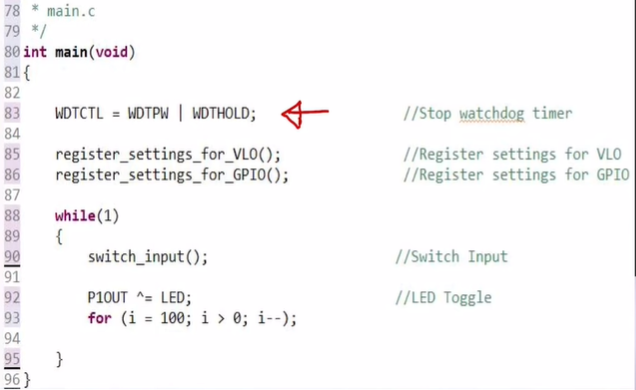 78 * main.c
79 */
80 int main(void)
81 {
82
83 WDTCTL = WDTPW | WDTHOLD; //Stop watchdog timer
84
85 register_settings_for_VLO(); //Register settings for VLO
86 register_settings_for_GPIO(); //Register settings for GPIO
87
88 while(1)
89 {
90 switch_input(); //Switch Input
91
92 P1OUT ^= LED; //LED Toggle
93 for (i = 100; i > 0; i--);
94
95 }
96 }